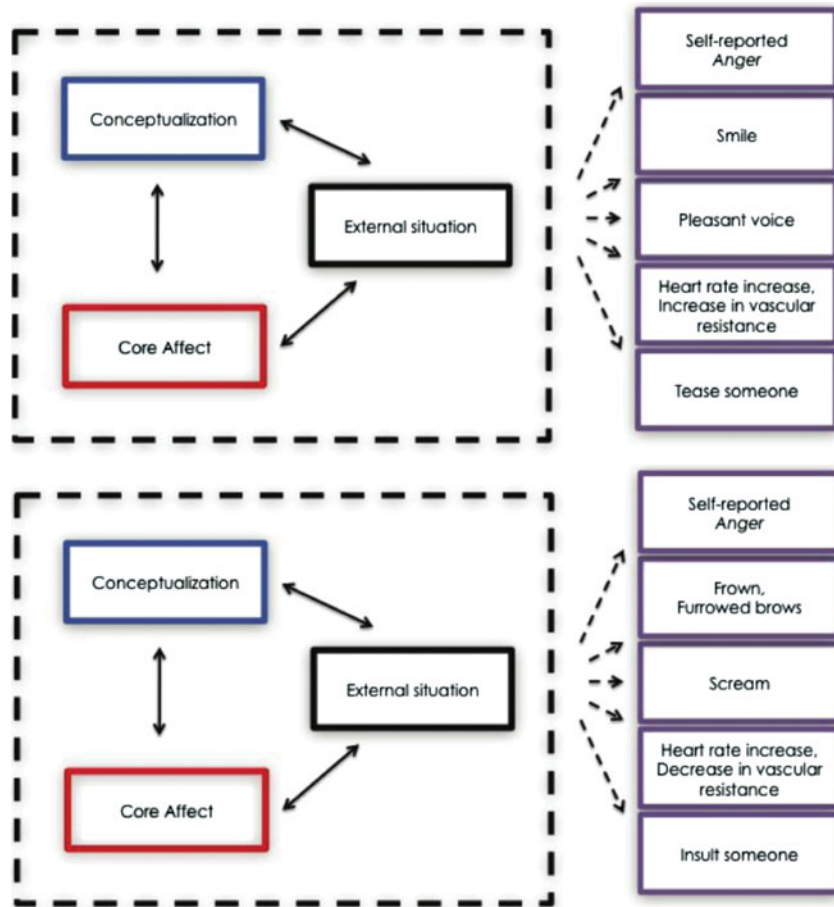 Conceptualization
External situation
Core Affect
Self-reported
Anger
Smile
Pleasant voice
Heart rate increase,
Increase in vascular
resistance
Tease someone
Conceptualization
External situation
Core Affect
Self-reported
Anger
Frown,
Furrowed brows
Scream
Heart rate increase,
Decrease in vascular
resistance
Insult someone